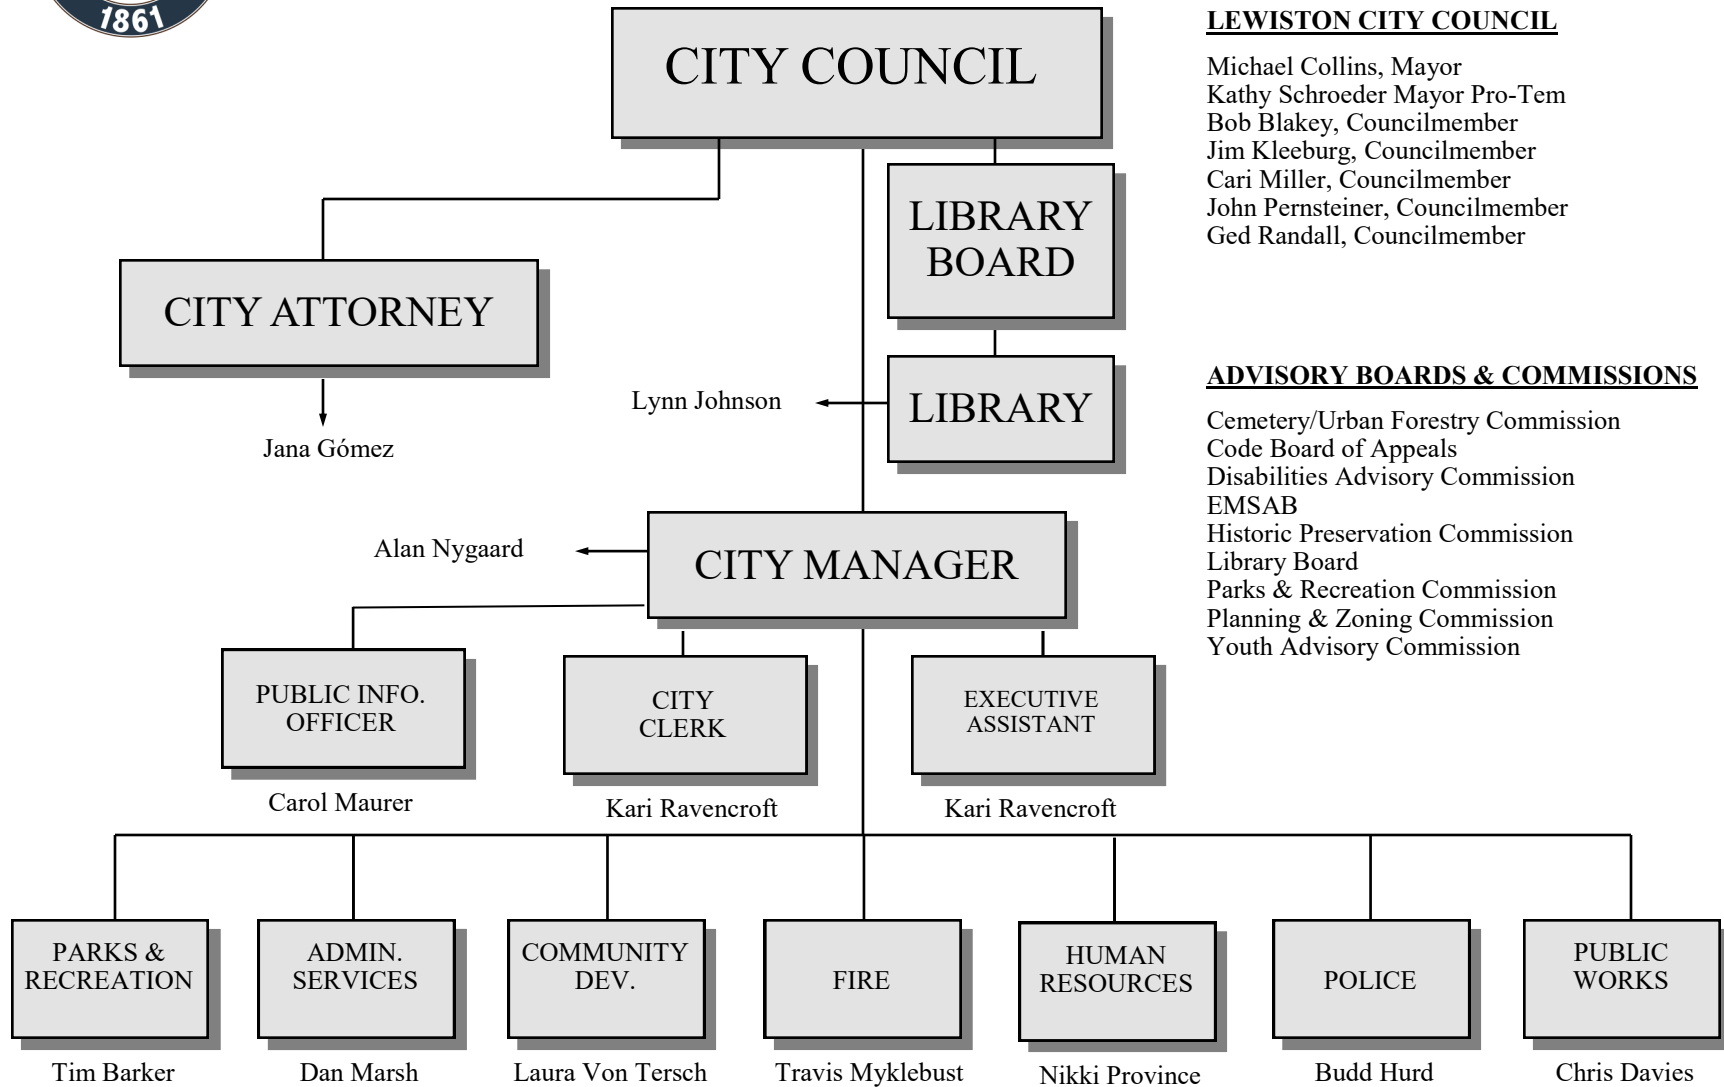 1861
CITY COUNCIL
LEWISTON CITY COUNCIL
Michael Collins, Mayor
Kathy Schroeder Mayor Pro-Tem
Bob Blakey, Councilmember
Jim Kleeburg, Councilmember
Cari Miller, Councilmember
John Pernsteiner, Councilmember
Ged Randall, Councilmember
LIBRARY
BOARD
CITY ATTORNEY
Jana Gómez
Lynn Johnson
LIBRARY
ADVISORY BOARDS & COMMISSIONS
Cemetery/Urban Forestry Commission
Code Board of Appeals
Disabilities Advisory Commission
EMSAB
Historic Preservation Commission
Library Board
Parks & Recreation Commission
Planning & Zoning Commission
Youth Advisory Commission
Alan Nygaard
CITY MANAGER
PUBLIC INFO.
OFFICER
Carol Maurer
CITY
CLERK
Kari Ravencroft
EXECUTIVE
ASSISTANT
Kari Ravencroft
PARKS &
RECREATION
Tim Barker
ADMIN.
SERVICES
Dan Marsh
COMMUNITY
DEV.
Laura Von Tersch
FIRE
Travis Myklebust
HUMAN
RESOURCES
Nikki Province
POLICE
Budd Hurd
PUBLIC
WORKS
Chris Davies